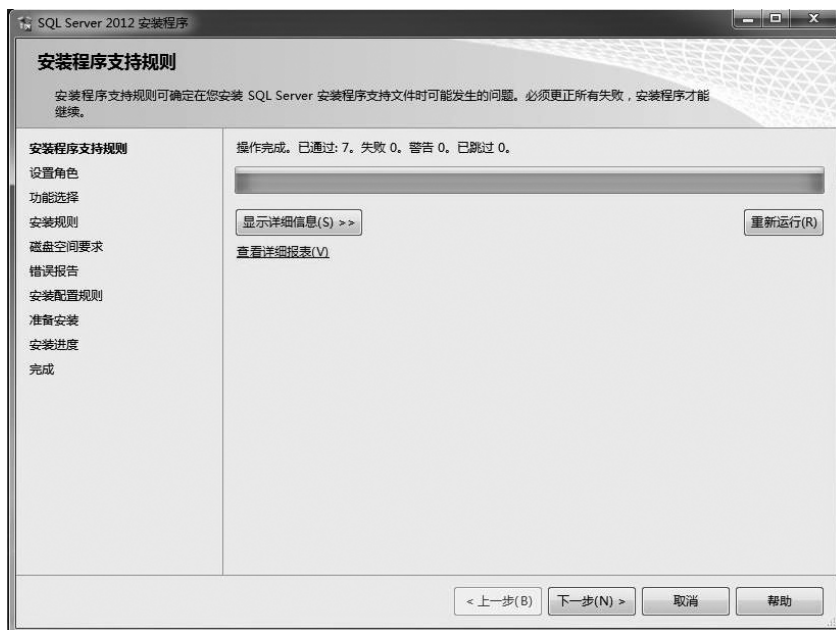 SQL Server 2012 安装程序
安装程序支持规则
安装程序支持规则可确定在您安装 SQL Server 安装程序支持文件时可能发生的问题。必须更正所有失败，安装程序才能
继续。
安装程序支持规则
设置角色
功能选择
安装规则
磁盘空间要求
错误报告
安装配置规则
准备安装
安装进度
完成
操作完成。已通过: 7。失败 0。警告 0。已跳过 0。
显示详细信息(S) >>
重新运行(R)
查看详细报表(V)
< 上一步(B)
下一步(N) >
取消
帮助